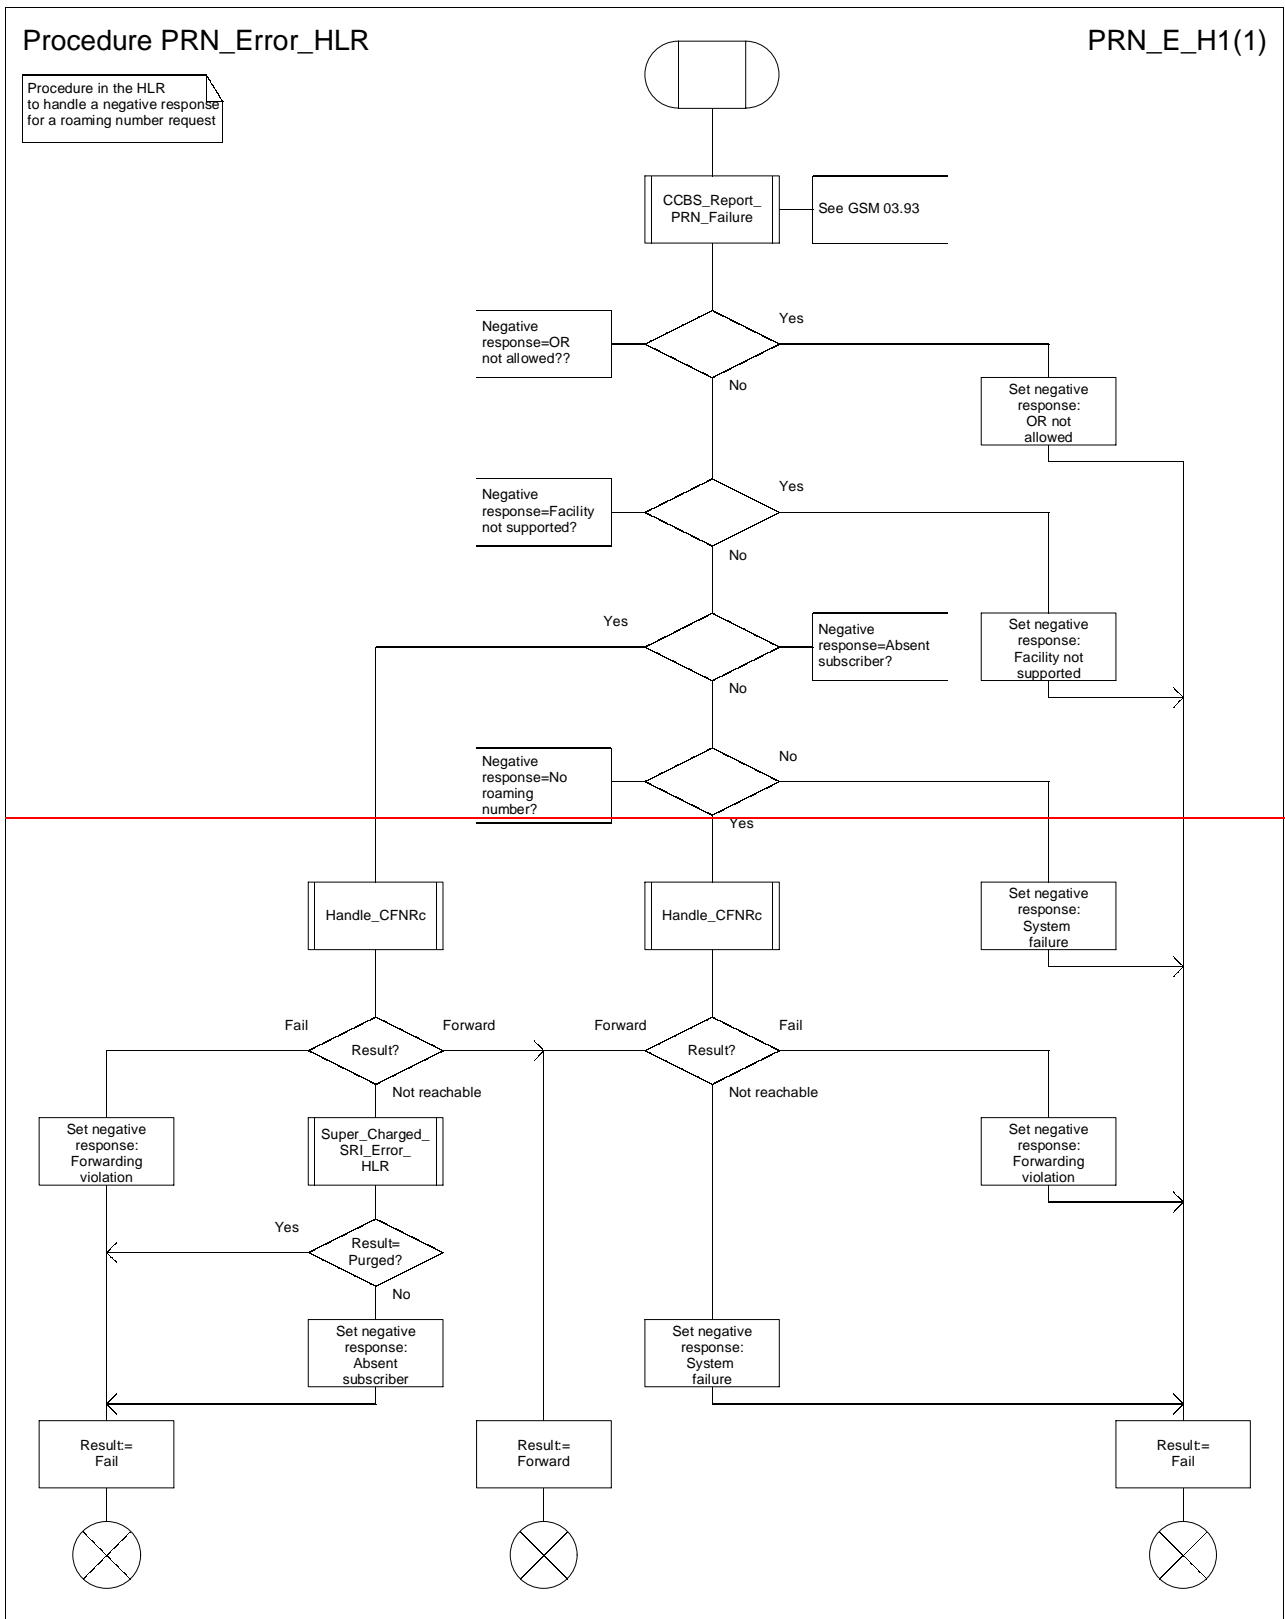 Procedure PRN_Error_HLR
PRN_E_H1(1)
Procedure in the HLR
to handle a negative response
for a roaming number request
CCBS_Report_
PRN_Failure
See GSM 03.93
Negative
response=OR
not allowed??
Yes
No
Set negative
response:
OR not
allowed
Negative
response=Facility
not supported?
Yes
No
Yes
Negative
response=Absent
subscriber?
No
Set negative
response:
Facility not
supported
Negative
response=No
roaming
number?
No
Yes
Handle_CFNRc
Handle_CFNRc
Set negative
response:
System
failure
Fail
Result?
Forward
Not reachable
Forward
Result?
Fail
Not reachable
Set negative
response:
Forwarding
violation
Super_Charged_
SRI_Error_
HLR
Set negative
response:
Forwarding
violation
Yes
Result=
Purged?
No
Set negative
response:
Absent
subscriber
Set negative
response:
System
failure
Result:=
Fail
Result:=
Forward
Result:=
Fail